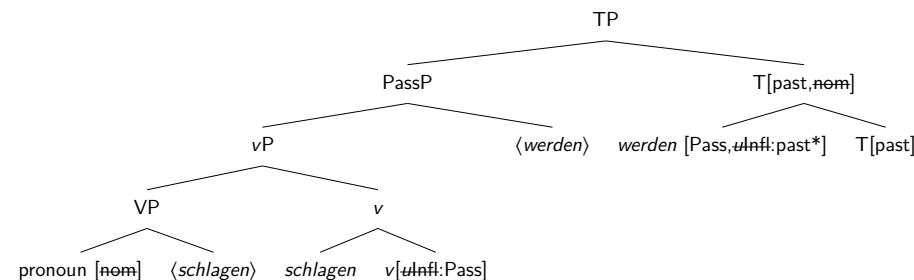 TP
PassP T[past,nom]
vP ⟨werden⟩ werden [Pass,uInfl:past*] T[past]
VP v
pronoun [nom] ⟨schlagen⟩ schlagen v[uInfl:Pass]